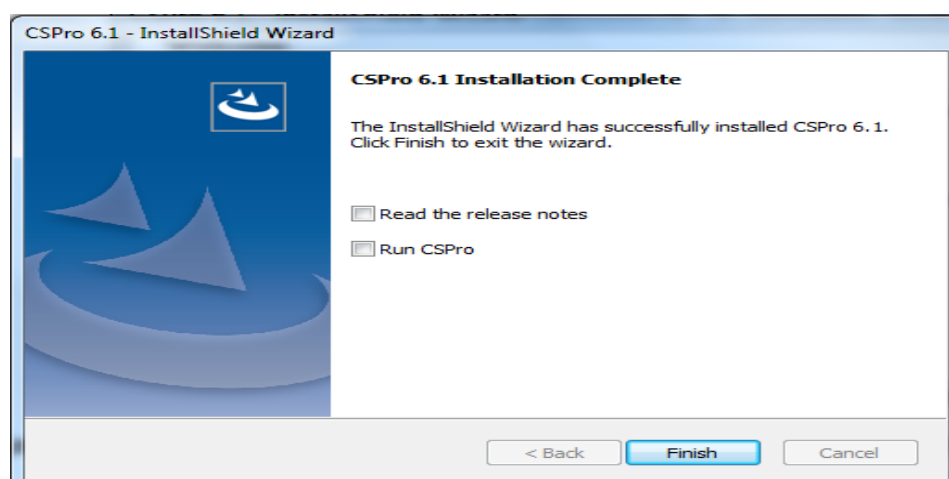 CSPro 6.1 - InstallShield Wizard
CSPro 6.1 Installation Complete
The InstallShield Wizard has successfully installed CSPro 6.1.
Click Finish to exit the wizard.
Read the release notes
Run CSPro
< Back
Finish
Cancel